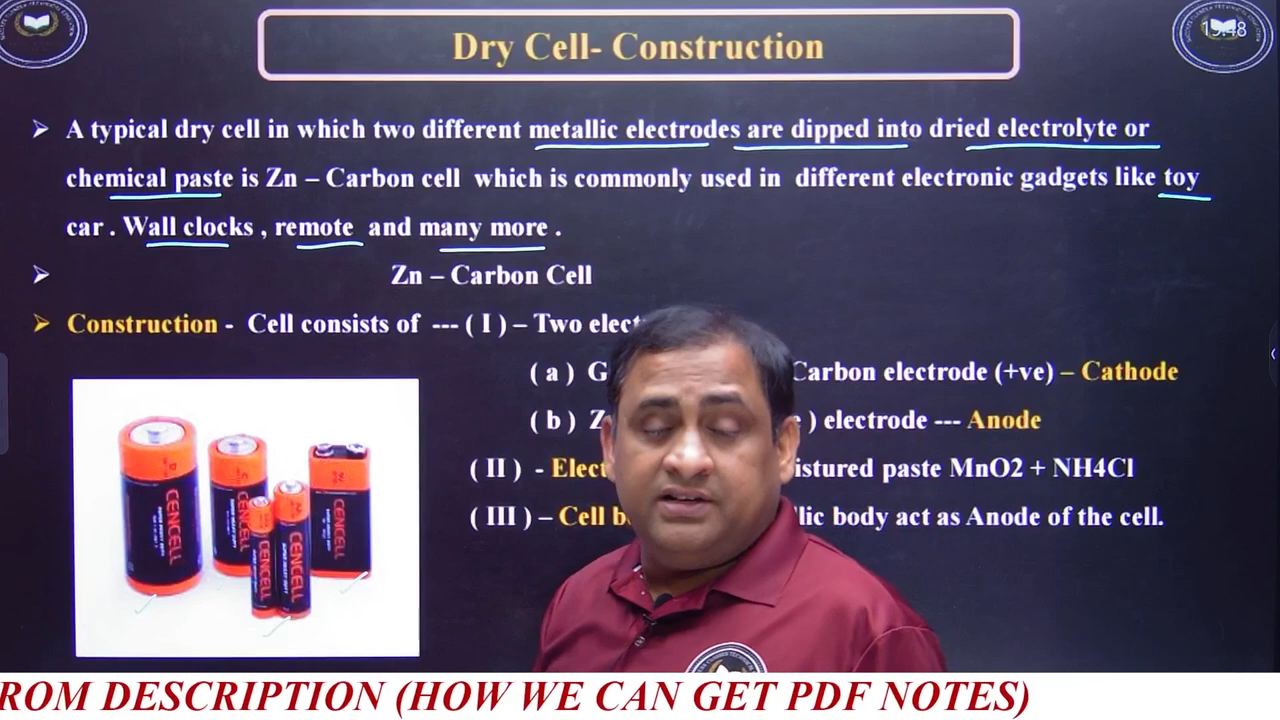 Dry Cell- Construction
19:48
➤ A typical dry cell in which two different metallic electrodes are dipped into dried electrolyte or
chemical paste is Zn – Carbon cell which is commonly used in different electronic gadgets like toy
car . Wall clocks , remote and many more .
➤ Zn – Carbon Cell
➤ Construction - Cell consists of --- ( I ) – Two elect
( a ) G Carbon electrode (+ve) – Cathode
( b ) Z ) electrode --- Anode
( II ) - Elect istured paste MnO2 + NH4Cl
( III ) – Cell b lic body act as Anode of the cell.
CENCELL
CENCELL
CENCELL
CENCELL
ROM DESCRIPTION (HOW WE CAN GET PDF NOTES)